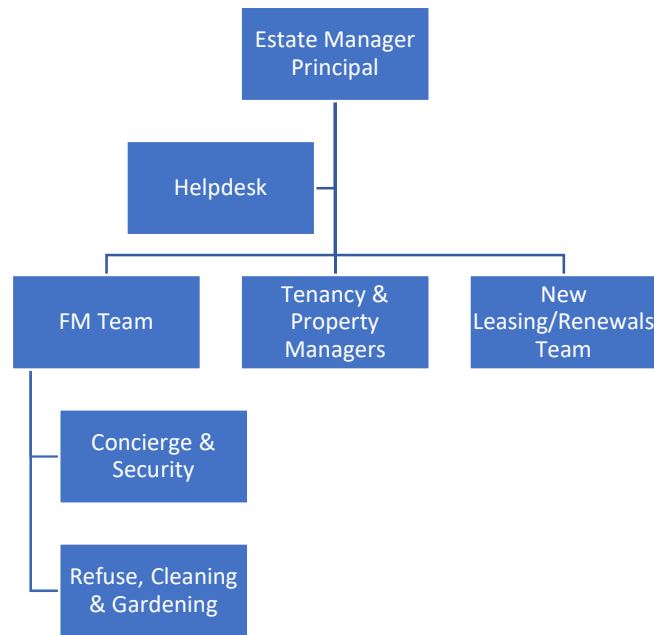 Estate Manager
Principal
Helpdesk
FM Team
Tenancy &
Property
Managers
New
Leasing/Renewals
Team
Concierge &
Security
Refuse, Cleaning
& Gardening